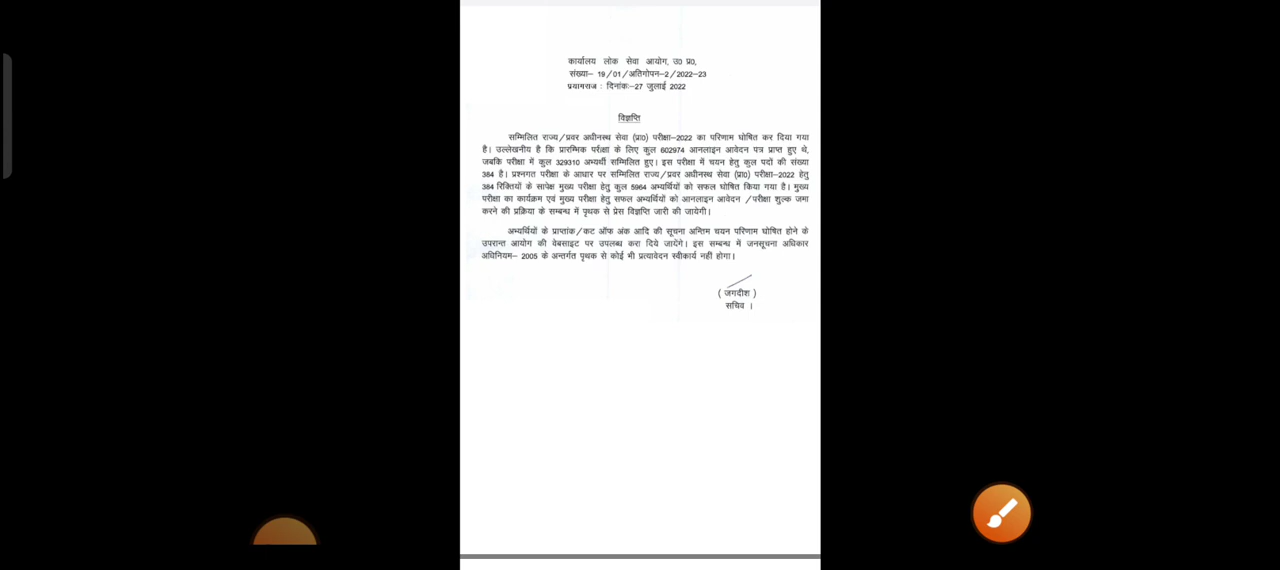 कार्यालय लोक सेवा आयोग, उ0 प्र0,
संख्या– 19/01/अतिगोपन–2/2022–23
प्रयागराज : दिनांकः–27 जुलाई 2022
विज्ञप्ति
सम्मिलित राज्य/प्रवर अधीनस्थ सेवा (प्रा0) परीक्षा–2022 का परिणाम घोषित कर दिया गया
है। उल्लेखनीय है कि प्रारम्भिक परीक्षा के लिए कुल 602974 आनलाइन आवेदन पत्र प्राप्त हुए थे,
जबकि परीक्षा में कुल 329310 अभ्यर्थी सम्मिलित हुए। इस परीक्षा में चयन हेतु कुल पदों की संख्या
384 है। प्रश्नगत परीक्षा के आधार पर सम्मिलित राज्य/प्रवर अधीनस्थ सेवा (प्रा0) परीक्षा–2022 हेतु
384 रिक्तियों के सापेक्ष मुख्य परीक्षा हेतु कुल 5964 अभ्यर्थियों को सफल घोषित किया गया है। मुख्य
परीक्षा का कार्यक्रम एवं मुख्य परीक्षा हेतु सफल अभ्यर्थियों को आनलाइन आवेदन /परीक्षा शुल्क जमा
करने की प्रक्रिया के सम्बन्ध में पृथक से प्रेस विज्ञप्ति जारी की जायेगी।
अभ्यर्थियों के प्राप्तांक/कट ऑफ अंक आदि की सूचना अन्तिम चयन परिणाम घोषित होने के
उपरान्त आयोग की वेबसाइट पर उपलब्ध करा दिये जायेंगे। इस सम्बन्ध में जनसूचना अधिकार
अधिनियम– 2005 के अन्तर्गत पृथक से कोई भी प्रत्यावेदन स्वीकार्य नहीं होगा।
( जगदीश )
सचिव ।